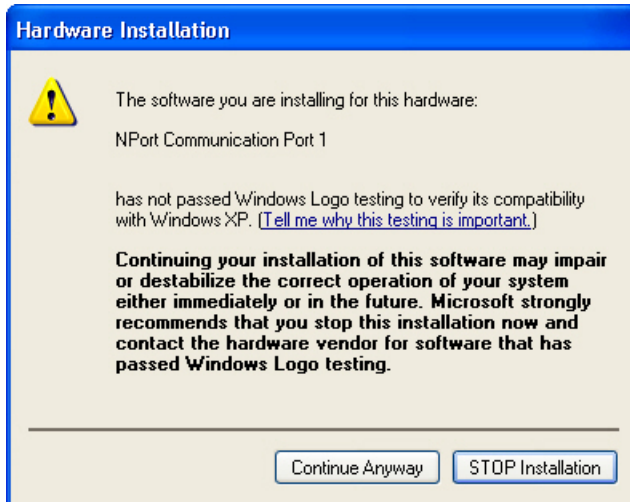 Hardware Installation
The software you are installing for this hardware:
NPort Communication Port 1
has not passed Windows Logo testing to verify its compatibility
with Windows XP. (Tell me why this testing is important.)
Continuing your installation of this software may impair
or destabilize the correct operation of your system
either immediately or in the future. Microsoft strongly
recommends that you stop this installation now and
contact the hardware vendor for software that has
passed Windows Logo testing.
Continue Anyway
STOP Installation